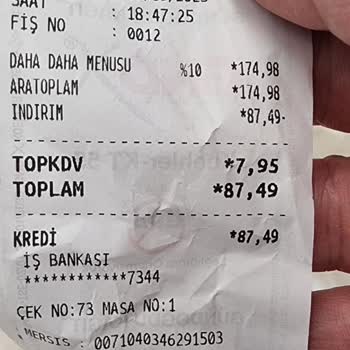 SAAT : 18:47:25
FİŞ NO : 0012
DAHA DAHA MENUSU %10 *174,98
ARATOPLAM *174,98
INDIRIM *87,49-
TOPKDV *7,95
TOPLAM *87,49
KREDİ *87,49
İŞ BANKASI
************7344
ÇEK NO:73 MASA NO:1
MERSIS : 0071040346291503